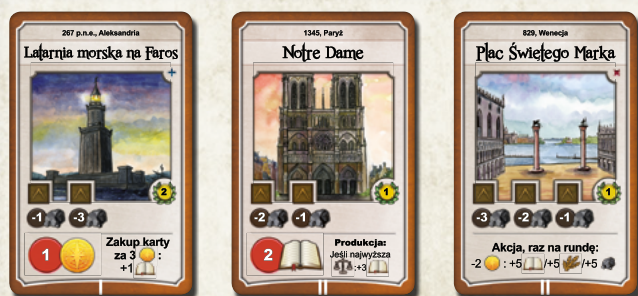 267 p.n.e., Aleksandria
Latarnia morska na Faros
2
-1 -3
1
Zakup karty
za 3 :
+1
1345, Paryż
Notre Dame
1
-2 -1
2
Produkcja:
Jeśli najwyższa
:+3
829, Wenecja
Plac Świętego Marka
1
-3 -2 -1
Akcja, raz na rundę:
-2 : +5 /+5 /+5